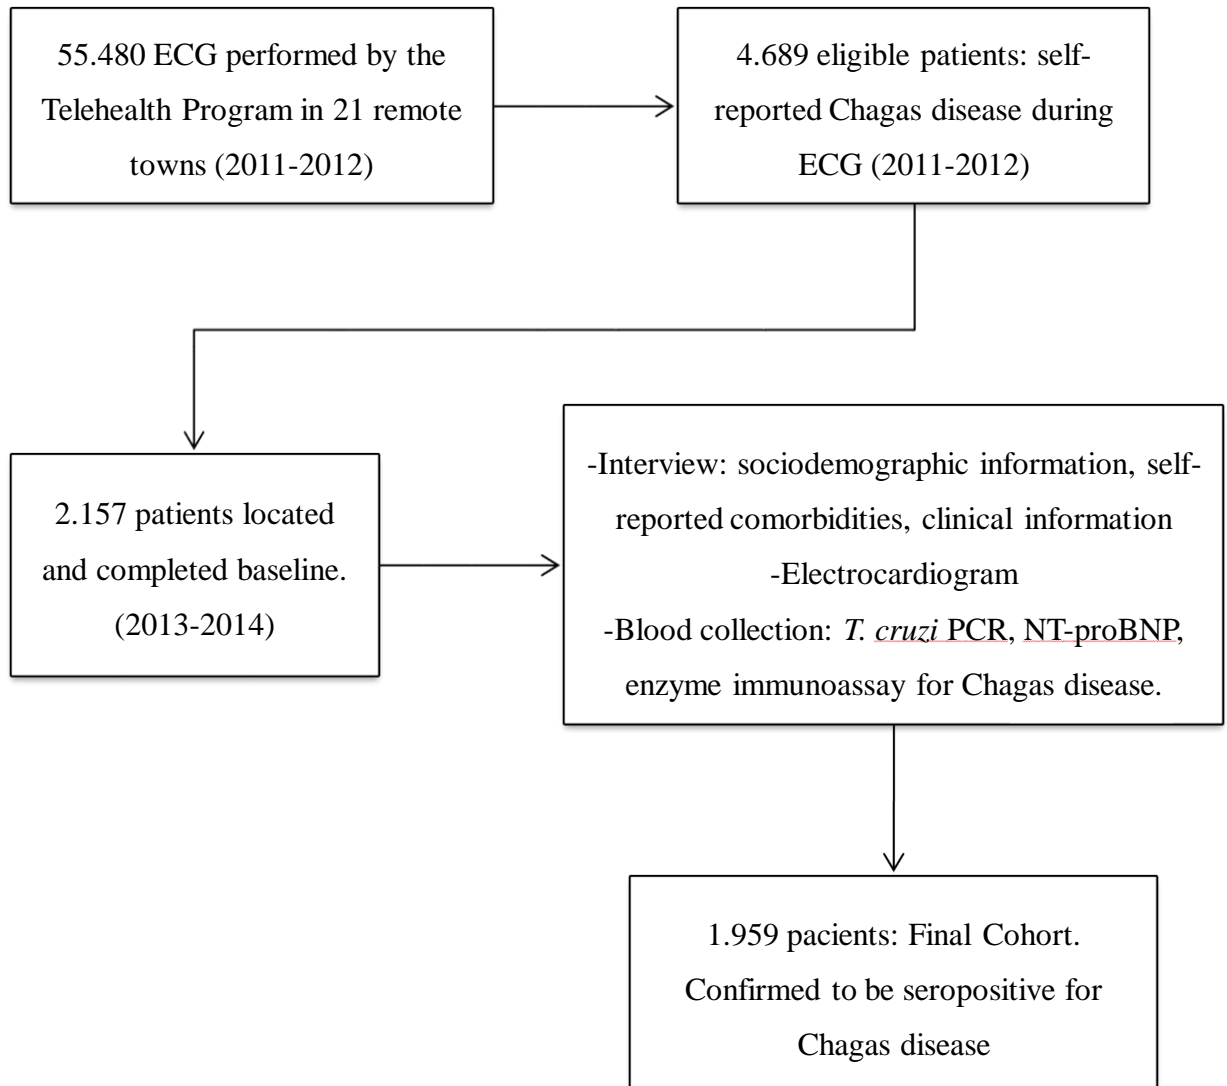 55.480 ECG performed by the
Telehealth Program in 21 remote
towns (2011-2012)
4.689 eligible patients: self-
reported Chagas disease during
ECG (2011-2012)
2.157 patients located
and completed baseline.
(2013-2014)
-Interview: sociodemographic information, self-
reported comorbidities, clinical information
-Electrocardiogram
-Blood collection: T. cruzi PCR, NT-proBNP,
enzyme immunoassay for Chagas disease.
1.959 pacients: Final Cohort.
Confirmed to be seropositive for
Chagas disease